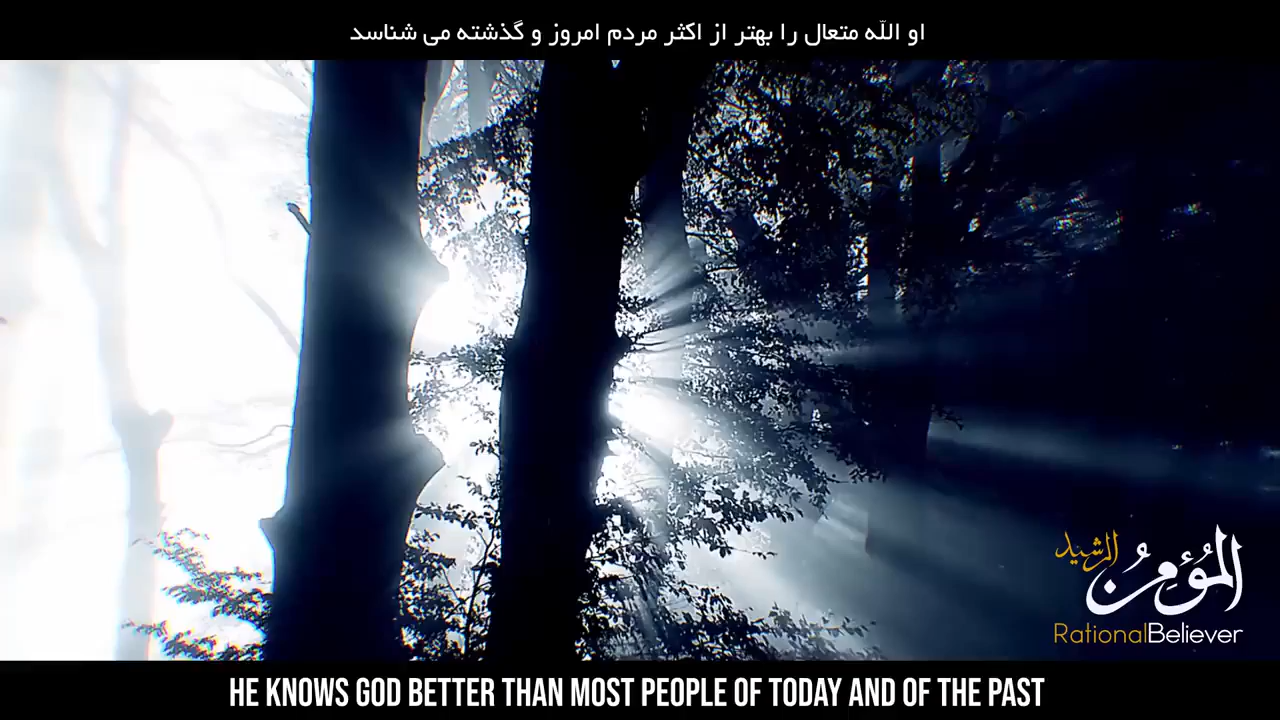 او الله متعال را بهتر از اکثر مردم امروز و گذشته می شناسد
المؤمنُ الرشيد
RationalBeliever
HE KNOWS GOD BETTER THAN MOST PEOPLE OF TODAY AND OF THE PAST